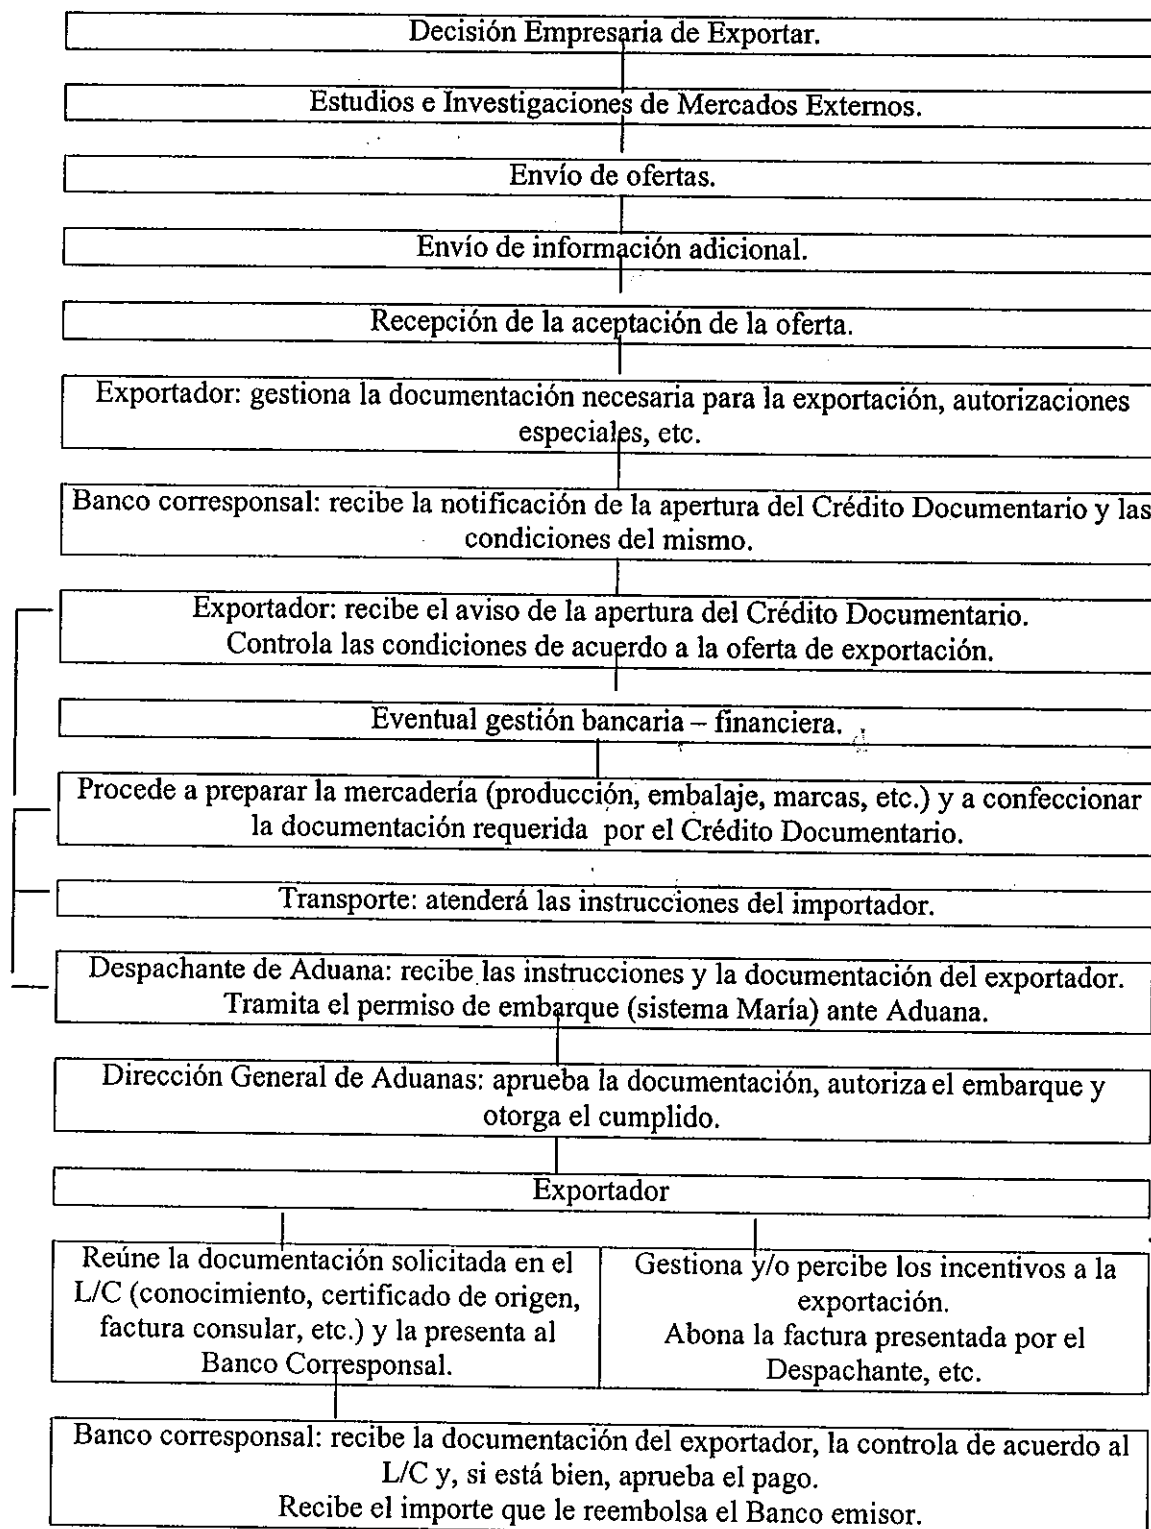 Decisión Empresaria de Exportar.
Estudios e Investigaciones de Mercados Externos.
Envío de ofertas.
Envío de información adicional.
Recepción de la aceptación de la oferta.
Exportador: gestiona la documentación necesaria para la exportación, autorizaciones
especiales, etc.
Banco corresponsal: recibe la notificación de la apertura del Crédito Documentario y las
condiciones del mismo.
Exportador: recibe el aviso de la apertura del Crédito Documentario.
Controla las condiciones de acuerdo a la oferta de exportación.
Eventual gestión bancaria – financiera.
Procede a preparar la mercadería (producción, embalaje, marcas, etc.) y a confeccionar
la documentación requerida por el Crédito Documentario.
Transporte: atenderá las instrucciones del importador.
Despachante de Aduana: recibe las instrucciones y la documentación del exportador.
Tramita el permiso de embarque (sistema María) ante Aduana.
Dirección General de Aduanas: aprueba la documentación, autoriza el embarque y
otorga el cumplido.
Exportador
Reúne la documentación solicitada en el
L/C (conocimiento, certificado de origen,
factura consular, etc.) y la presenta al
Banco Corresponsal.
Gestiona y/o percibe los incentivos a la
exportación.
Abona la factura presentada por el
Despachante, etc.
Banco corresponsal: recibe la documentación del exportador, la controla de acuerdo al
L/C y, si está bien, aprueba el pago.
Recibe el importe que le reembolsa el Banco emisor.